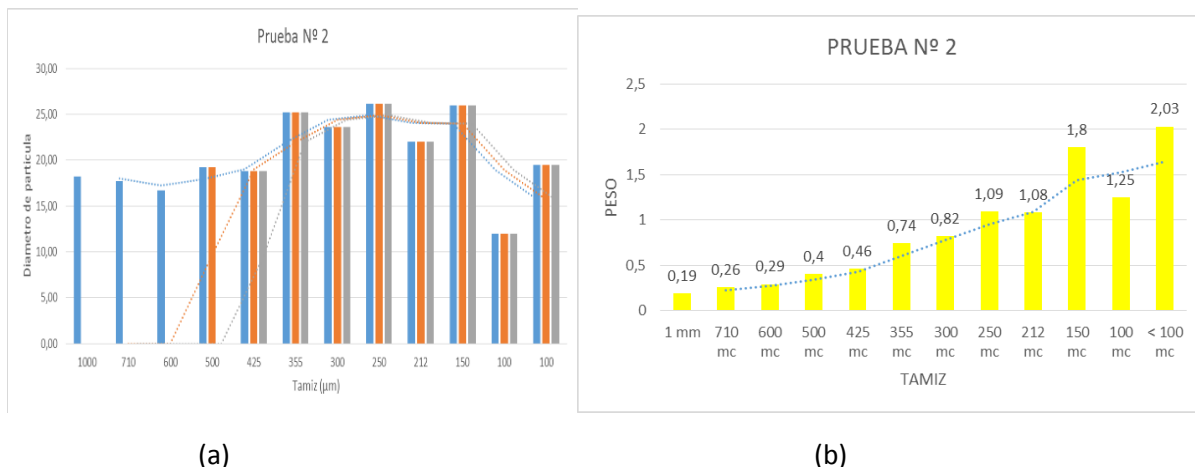 Prueba Nº 2
30,00
25,00
20,00
15,00
10,00
5,00
0,00
Diametro de particula
1000 710 600 500 425 355 300 250 212 150 100 100
Tamiz (µm)
(a)
PRUEBA Nº 2
2,5
2
1,5
1
0,5
0
PESO
0,19 0,26 0,29 0,4 0,46 0,74 0,82 1,09 1,08 1,8 1,25 2,03
1 mm 710 600 500 425 355 300 250 212 150 100 < 100
mc mc mc mc mc mc mc mc mc mc mc
TAMIZ
(b)